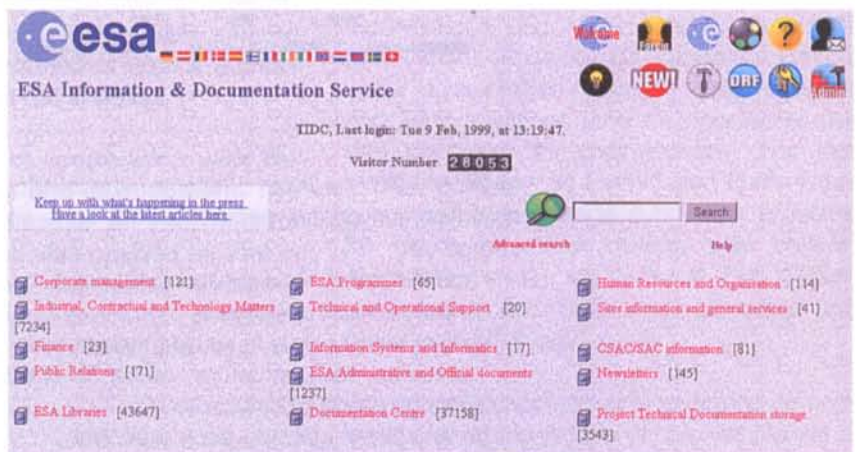 esa
Welcome
Forum
?
NEW!
DRF
Admin
ESA Information & Documentation Service
TIDC, Last login: Tue 9 Feb, 1999, at 13:19:47.
Visitor Number 28053
Keep up with what's happening in the press
Have a look at the latest articles here.
Search
Advanced search Help
Corporate management [121] ESA Programmes [65] Human Resources and Organisation [114]
Industrial, Contractual and Technology Matters [7234] Technical and Operational Support [20] Sites information and general services [41]
Finance [23] Information Systems and Informatics [17] CSAC/SAC information [81]
Public Relations [171] ESA Administrative and Official documents [1237] Newsletters [145]
ESA Libraries [43647] Documentation Centre [37158] Project Technical Documentation storage [3543]